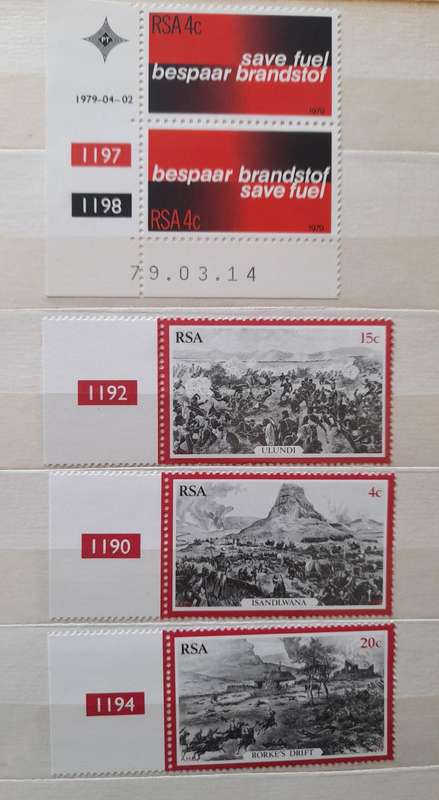 1979-04-02
1197
1198
RSA 4c
save fuel
bespaar brandstof
1979
bespaar brandstof
save fuel
RSA 4c
1979
79.03.14
1192
RSA 15c
ULUNDI
1190
RSA 4c
ISANDLWANA
1194
RSA 20c
RORKE'S DRIFT